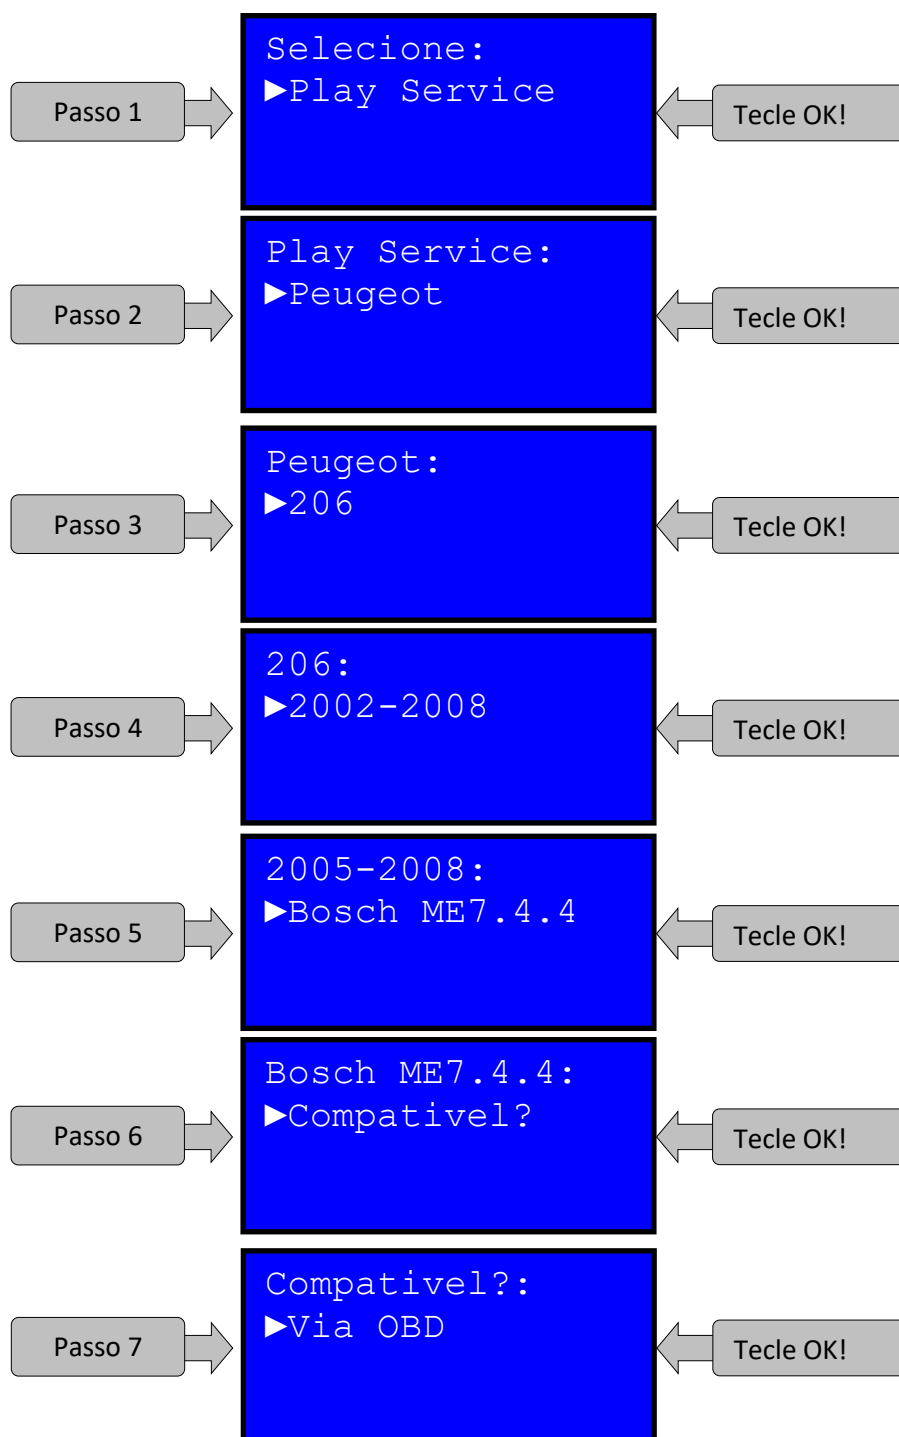 Selecione:
►Play Service
Passo 1
Tecle OK!
Play Service:
►Peugeot
Passo 2
Tecle OK!
Peugeot:
►206
Passo 3
Tecle OK!
206:
►2002-2008
Passo 4
Tecle OK!
2005-2008:
►Bosch ME7.4.4
Passo 5
Tecle OK!
Bosch ME7.4.4:
►Compativel?
Passo 6
Tecle OK!
Compativel?:
►Via OBD
Passo 7
Tecle OK!